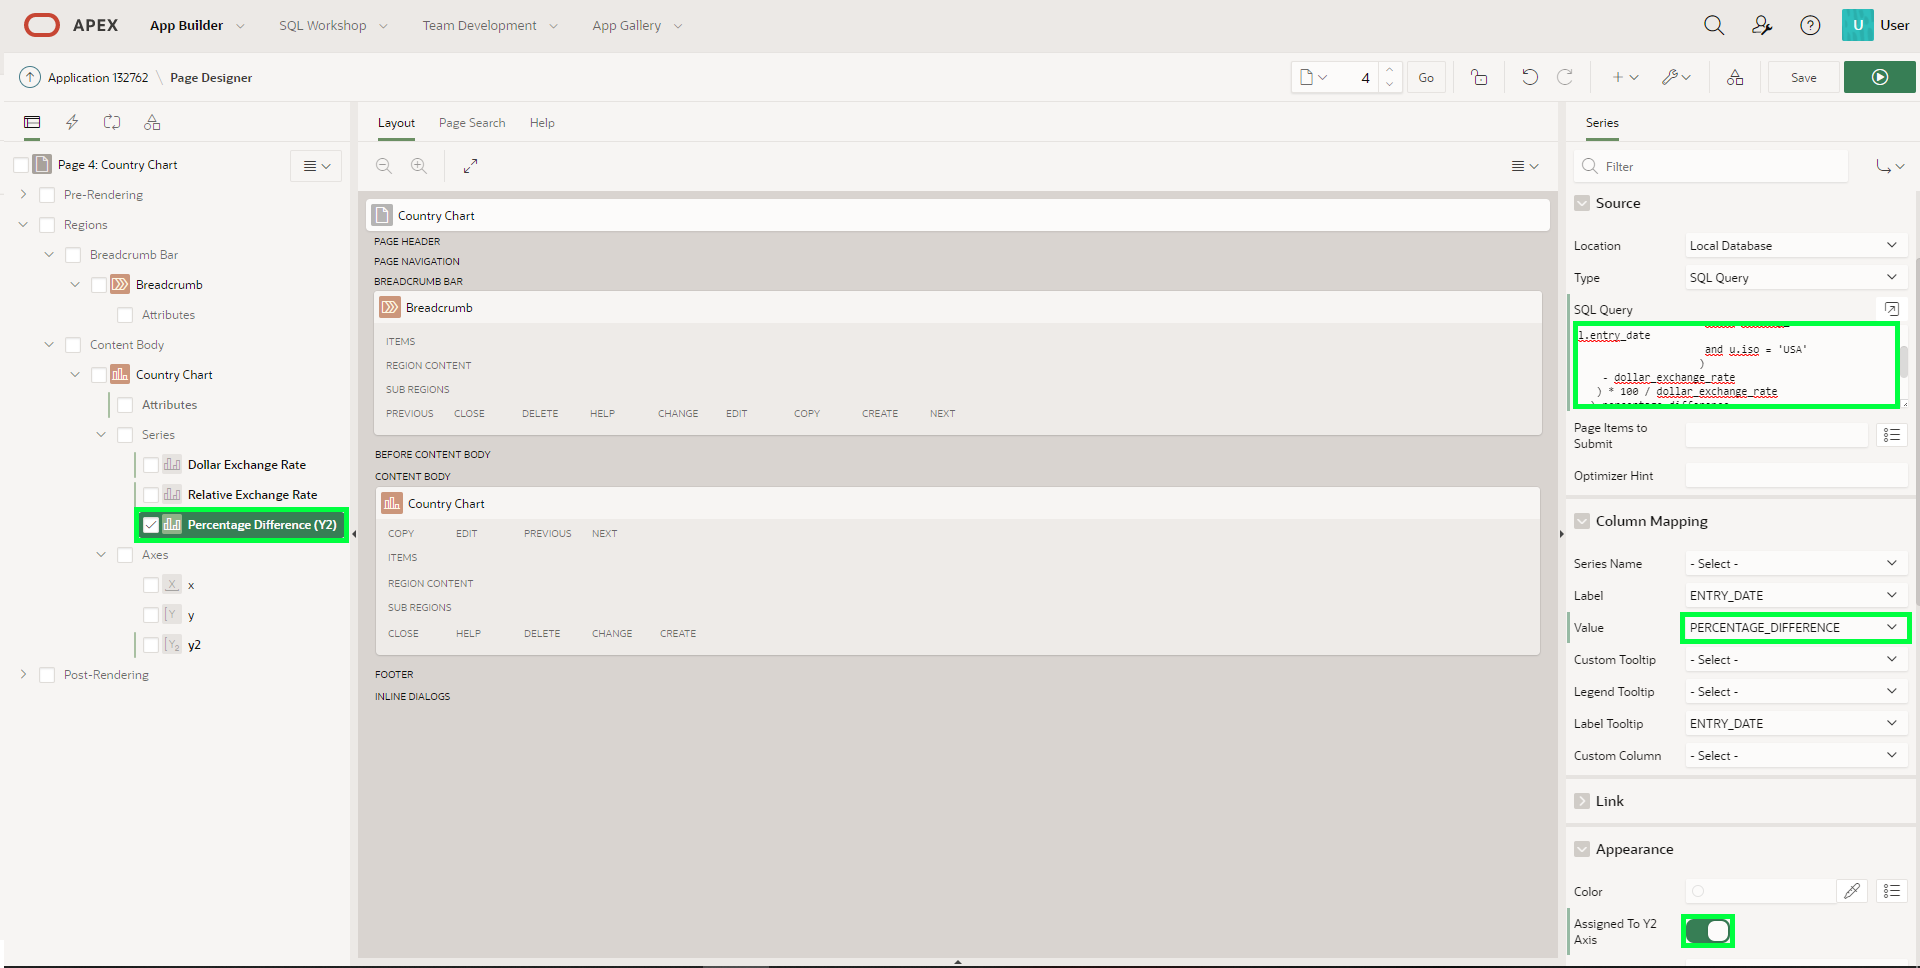 APEX App Builder SQL Workshop Team Development App Gallery U User
Application 132762 \ Page Designer 4 Go Save
Layout Page Search Help
Series
Page 4: Country Chart
Pre-Rendering
Regions
Breadcrumb Bar
Breadcrumb
Attributes
Content Body
Country Chart
Attributes
Series
Dollar Exchange Rate
Relative Exchange Rate
Percentage Difference (Y2)
Axes
X x
Y y
Y2 y2
Post-Rendering
Country Chart
PAGE HEADER
PAGE NAVIGATION
BREADCRUMB BAR
Breadcrumb
ITEMS
REGION CONTENT
SUB REGIONS
PREVIOUS CLOSE DELETE HELP CHANGE EDIT COPY CREATE NEXT
BEFORE CONTENT BODY
CONTENT BODY
Country Chart
COPY EDIT PREVIOUS NEXT
ITEMS
REGION CONTENT
SUB REGIONS
CLOSE HELP DELETE CHANGE CREATE
FOOTER
INLINE DIALOGS
Filter
Source
Location Local Database
Type SQL Query
SQL Query
l.entry_date
and u.iso = 'USA'
)
- dollar_exchange_rate
) * 100 / dollar_exchange_rate
) percentage_difference
Page Items to
Submit
Optimizer Hint
Column Mapping
Series Name - Select -
Label ENTRY_DATE
Value PERCENTAGE_DIFFERENCE
Custom Tooltip - Select -
Legend Tooltip - Select -
Label Tooltip ENTRY_DATE
Custom Column - Select -
Link
Appearance
Color
Assigned To Y2
Axis